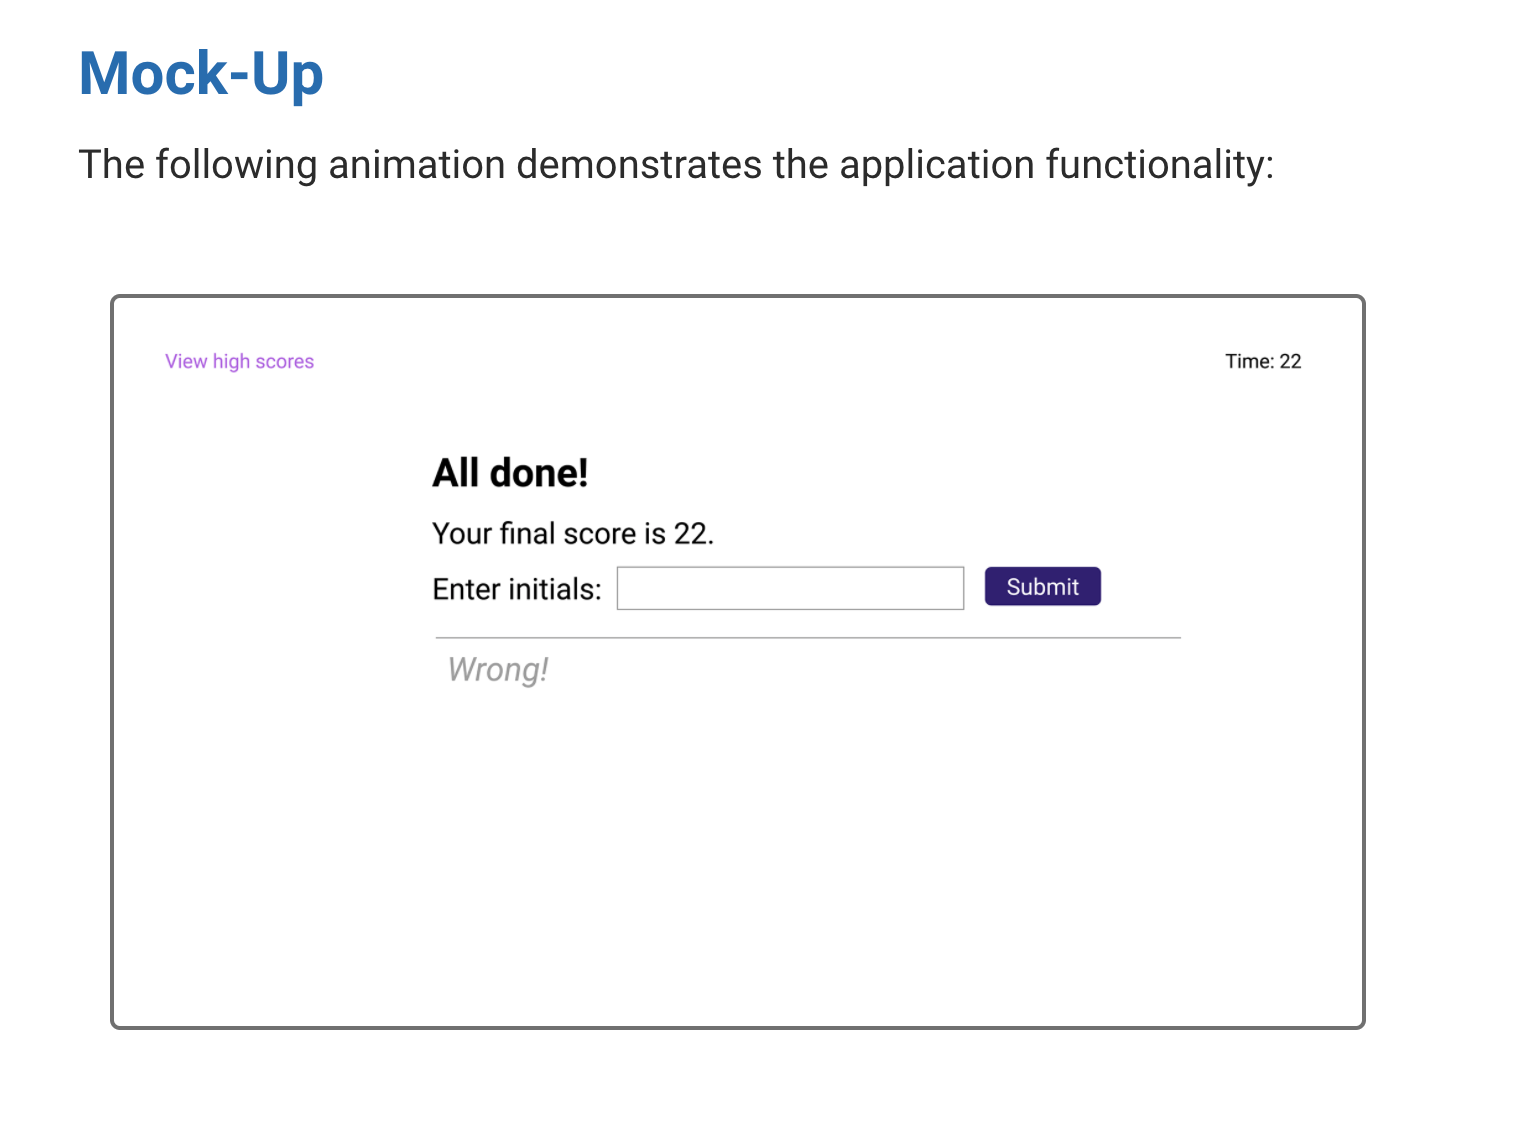 Mock-Up
The following animation demonstrates the application functionality:
View high scores
Time: 22
All done!
Your final score is 22.
Enter initials:
Submit
Wrong!